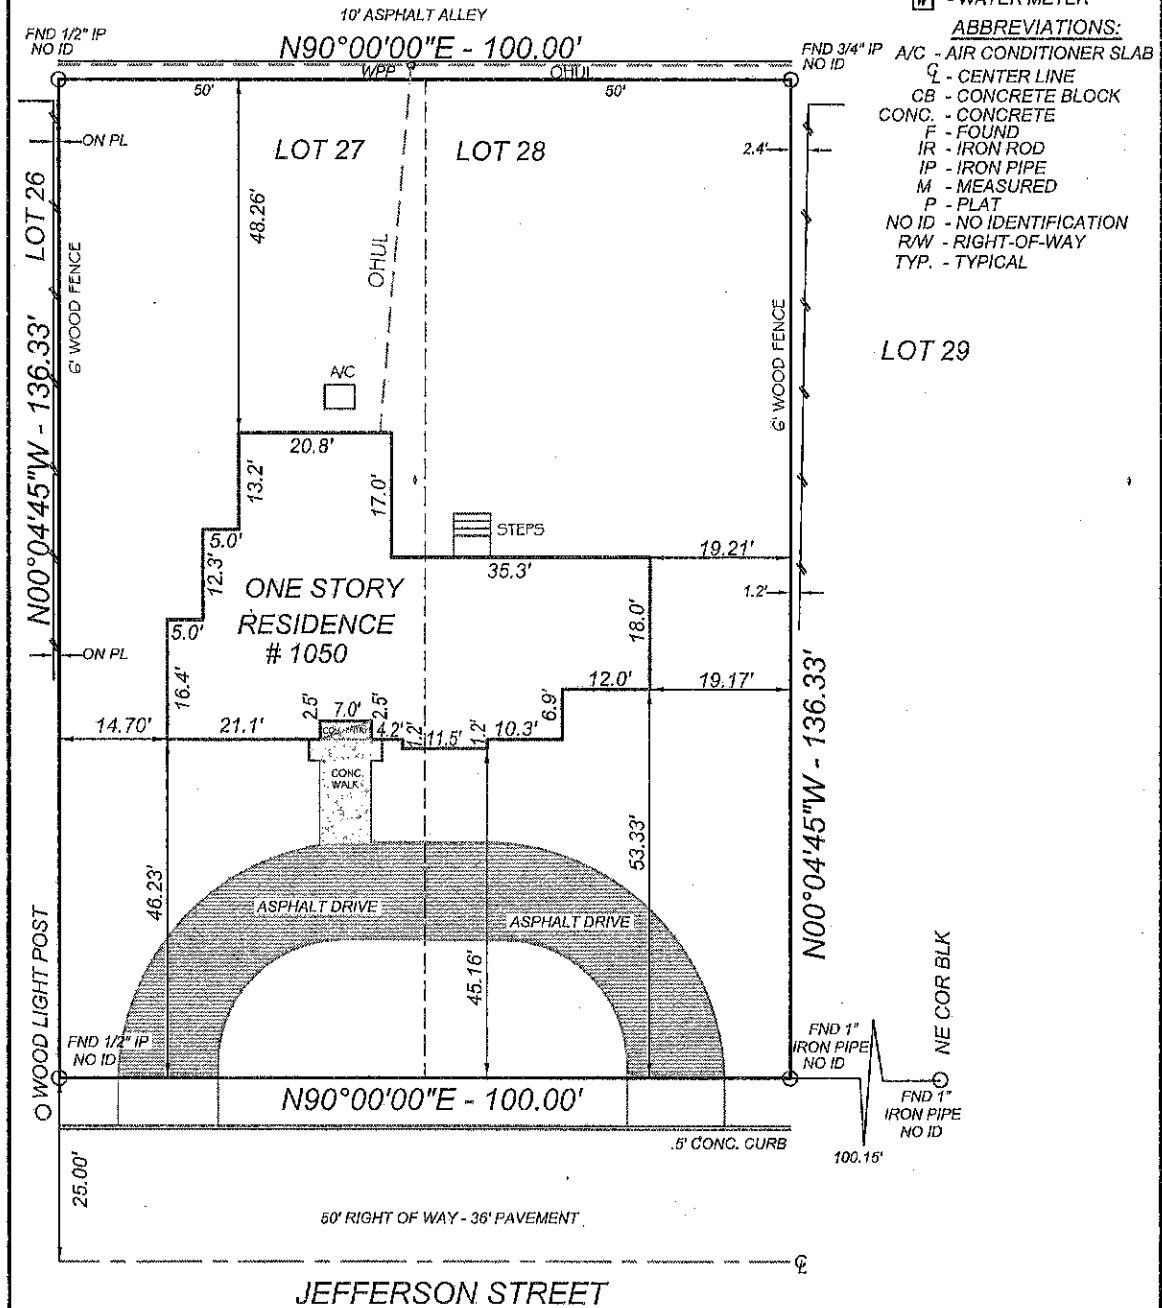 10' ASPHALT ALLEY
W - WATER METER
ABBREVIATIONS:
FND 1/2" IP
NO ID
N90°00'00"E - 100.00'
FND 3/4" IP
NO ID
A/C - AIR CONDITIONER SLAB
℄ - CENTER LINE
CB - CONCRETE BLOCK
CONC. - CONCRETE
F - FOUND
IR - IRON ROD
IP - IRON PIPE
M - MEASURED
P - PLAT
NO ID - NO IDENTIFICATION
R/W - RIGHT-OF-WAY
TYP. - TYPICAL
WPP
OHUL
50'
50'
ON PL
LOT 27
LOT 28
2.4'
LOT 26
48.26'
OHUL
6' WOOD FENCE
6' WOOD FENCE
LOT 29
N00°04'45"W - 136.33'
A/C
20.8'
13.2'
17.0'
STEPS
5.0'
35.3'
19.21'
12.3'
ONE STORY
RESIDENCE
# 1050
1.2'
18.0'
5.0'
ON PL
16.4'
12.0'
19.17'
14.70'
21.1'
2.5'
7.0'
2.5'
4.2'
1.2'
11.5'
1.2'
10.3'
6.9'
CONC.
WALK
N00°04'45"W - 136.33'
46.23'
53.33'
ASPHALT DRIVE
ASPHALT DRIVE
45.16'
WOOD LIGHT POST
FND 1/2" IP
NO ID
FND 1"
IRON PIPE
NO ID
NE COR BLK
N90°00'00"E - 100.00'
FND 1"
IRON PIPE
NO ID
.5' CONC. CURB
100.15'
25.00'
50' RIGHT OF WAY - 36' PAVEMENT
℄
JEFFERSON STREET